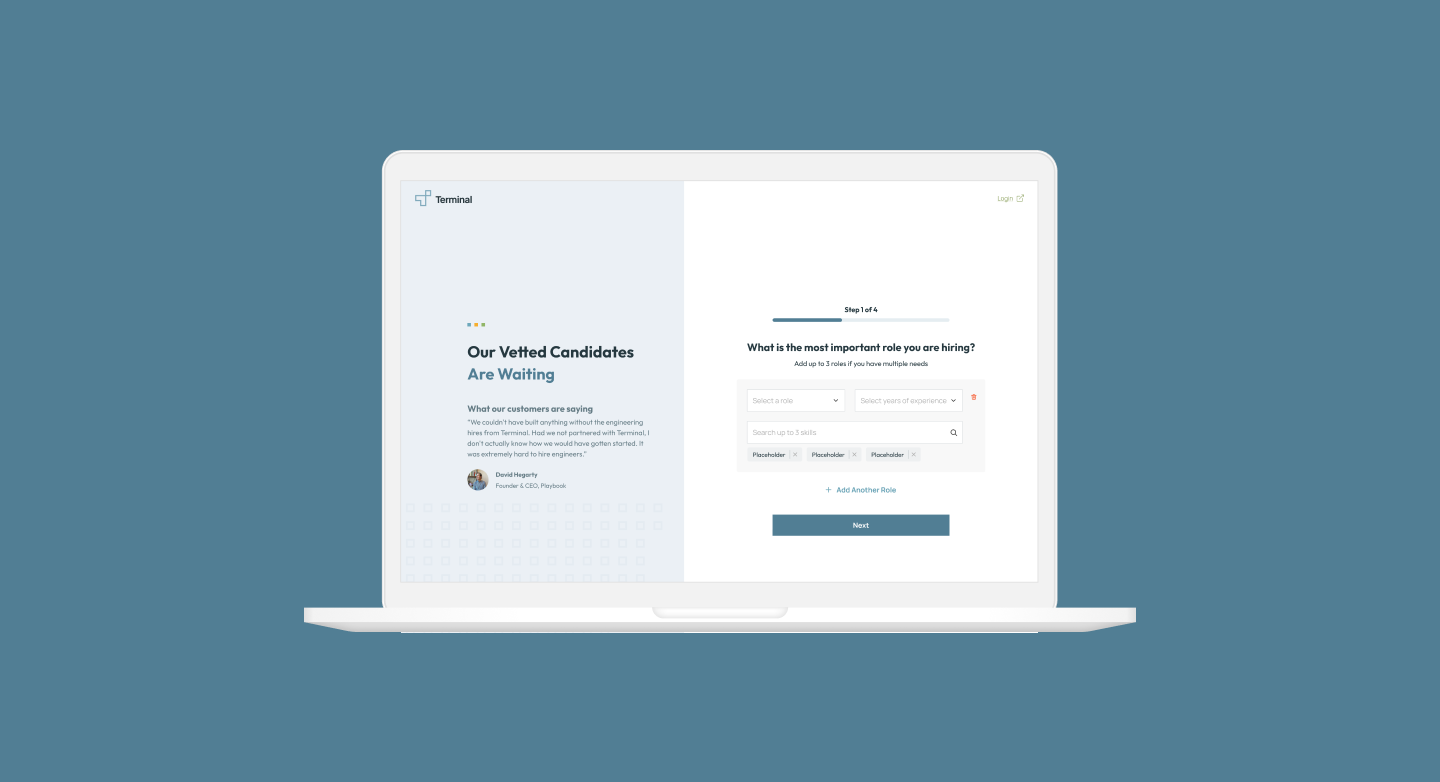 Terminal
Our Vetted Candidates
Are Waiting
What our customers are saying
"We couldn't have built anything without the engineering
hires from Terminal. Had we not partnered with Terminal, I
don't actually know how we would have gotten started. It
was extremely hard to hire engineers."
David Hegarty
Founder & CEO, Playbook
Login
Step 1 of 4
What is the most important role you are hiring?
Add up to 3 roles if you have multiple needs
Select a role
Select years of experience
Search up to 3 skills
Placeholder
Placeholder
Placeholder
Add Another Role
Next